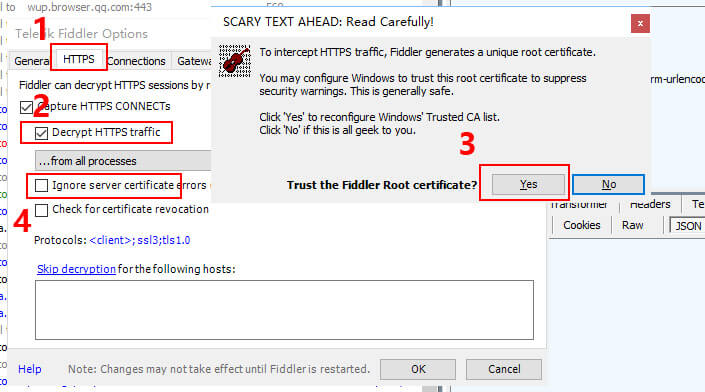 wup.browser.qq.com:443
Telerik Fiddler Options
1
General HTTPS Connections Gateway
Fiddler can decrypt HTTPS sessions by
2
Capture HTTPS CONNECTs
Decrypt HTTPS traffic
...from all processes
Ignore server certificate errors
4
Check for certificate revocation
Protocols: <client>; ssl3;tls1.0
Skip decryption for the following hosts:
Help Note: Changes may not take effect until Fiddler is restarted. OK Cancel
SCARY TEXT AHEAD: Read Carefully!
x
To intercept HTTPS traffic, Fiddler generates a unique root certificate.
You may configure Windows to trust this root certificate to suppress
security warnings. This is generally safe.
Click 'Yes' to reconfigure Windows' Trusted CA list.
Click 'No' if this is all geek to you.
3
Trust the Fiddler Root certificate? Yes No
rm-urlencod
Transformer Headers Te
Cookies Raw JSON